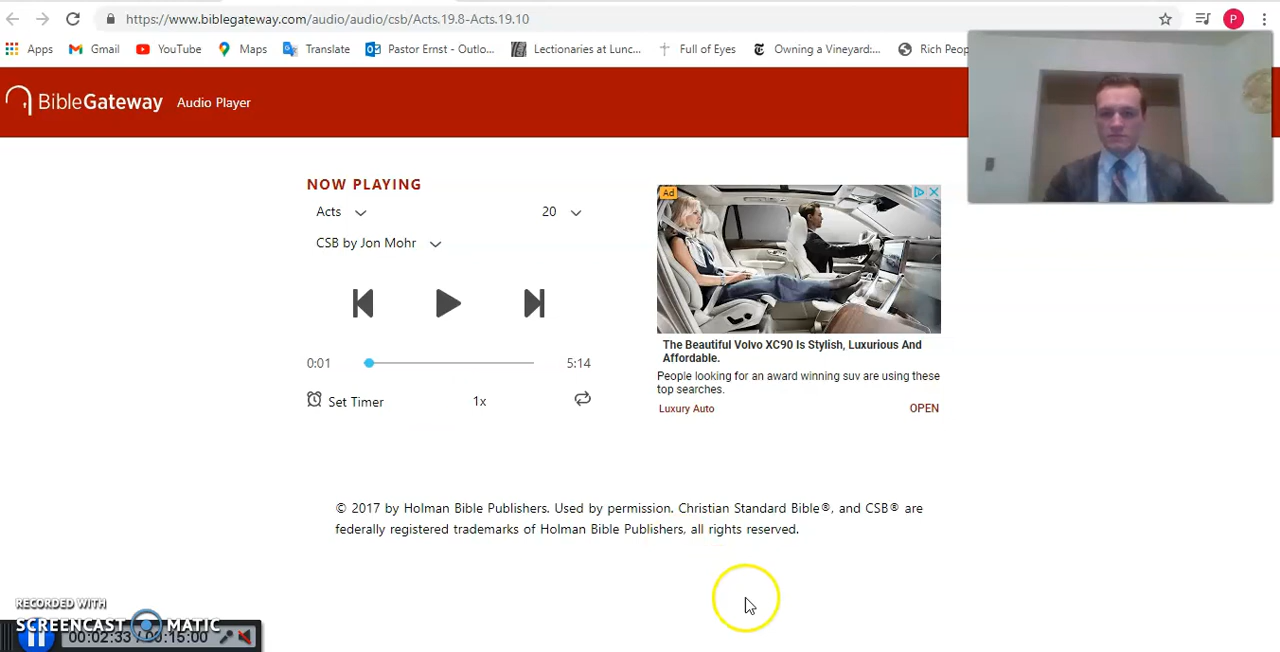 https://www.biblegateway.com/audio/audio/csb/Acts.19.8-Acts.19.10
P
Apps Gmail YouTube Maps Translate Pastor Ernst – Outlo... Lectionaries at Lunc... Full of Eyes Owning a Vineyard:... Rich Peop
BibleGateway Audio Player
NOW PLAYING
Acts 20
CSB by Jon Mohr
0:01 5:14
Set Timer 1x
Ad
The Beautiful Volvo XC90 Is Stylish, Luxurious And
Affordable.
People looking for an award winning suv are using these
top searches.
Luxury Auto OPEN
© 2017 by Holman Bible Publishers. Used by permission. Christian Standard Bible®, and CSB® are
federally registered trademarks of Holman Bible Publishers, all rights reserved.
RECORDED WITH
SCREENCAST MATIC
00:02:33 / 00:15:00